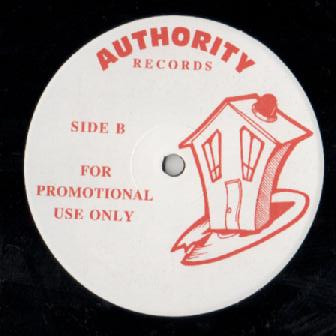 AUTHORITY
RECORDS
SIDE B
FOR
PROMOTIONAL
USE ONLY